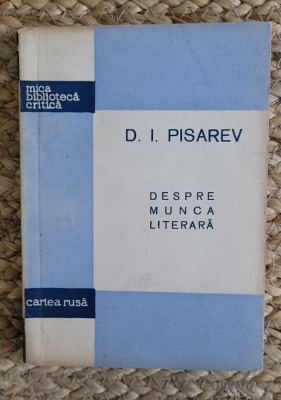 mica
bibliotecă
critică
D. I. PISAREV
DESPRE
MUNCA
LITERARĂ
cartea rusă